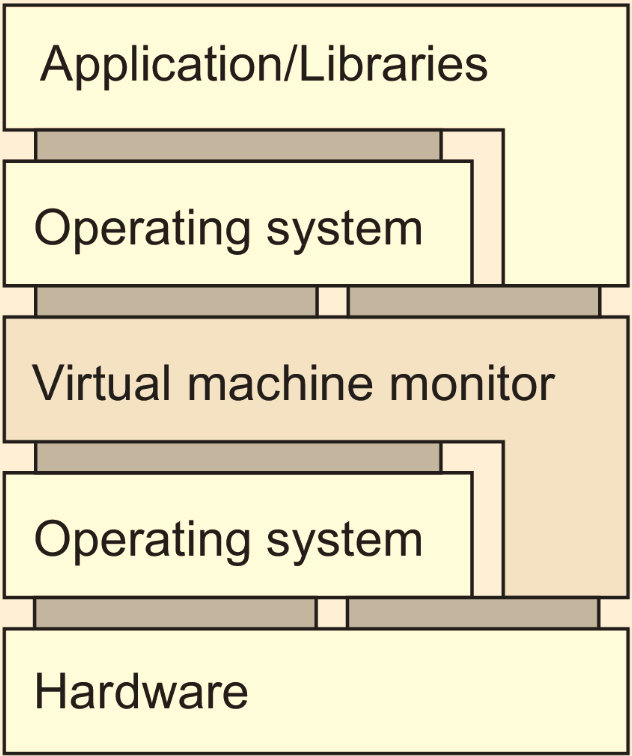 Application/Libraries
Operating system
Virtual machine monitor
Operating system
Hardware